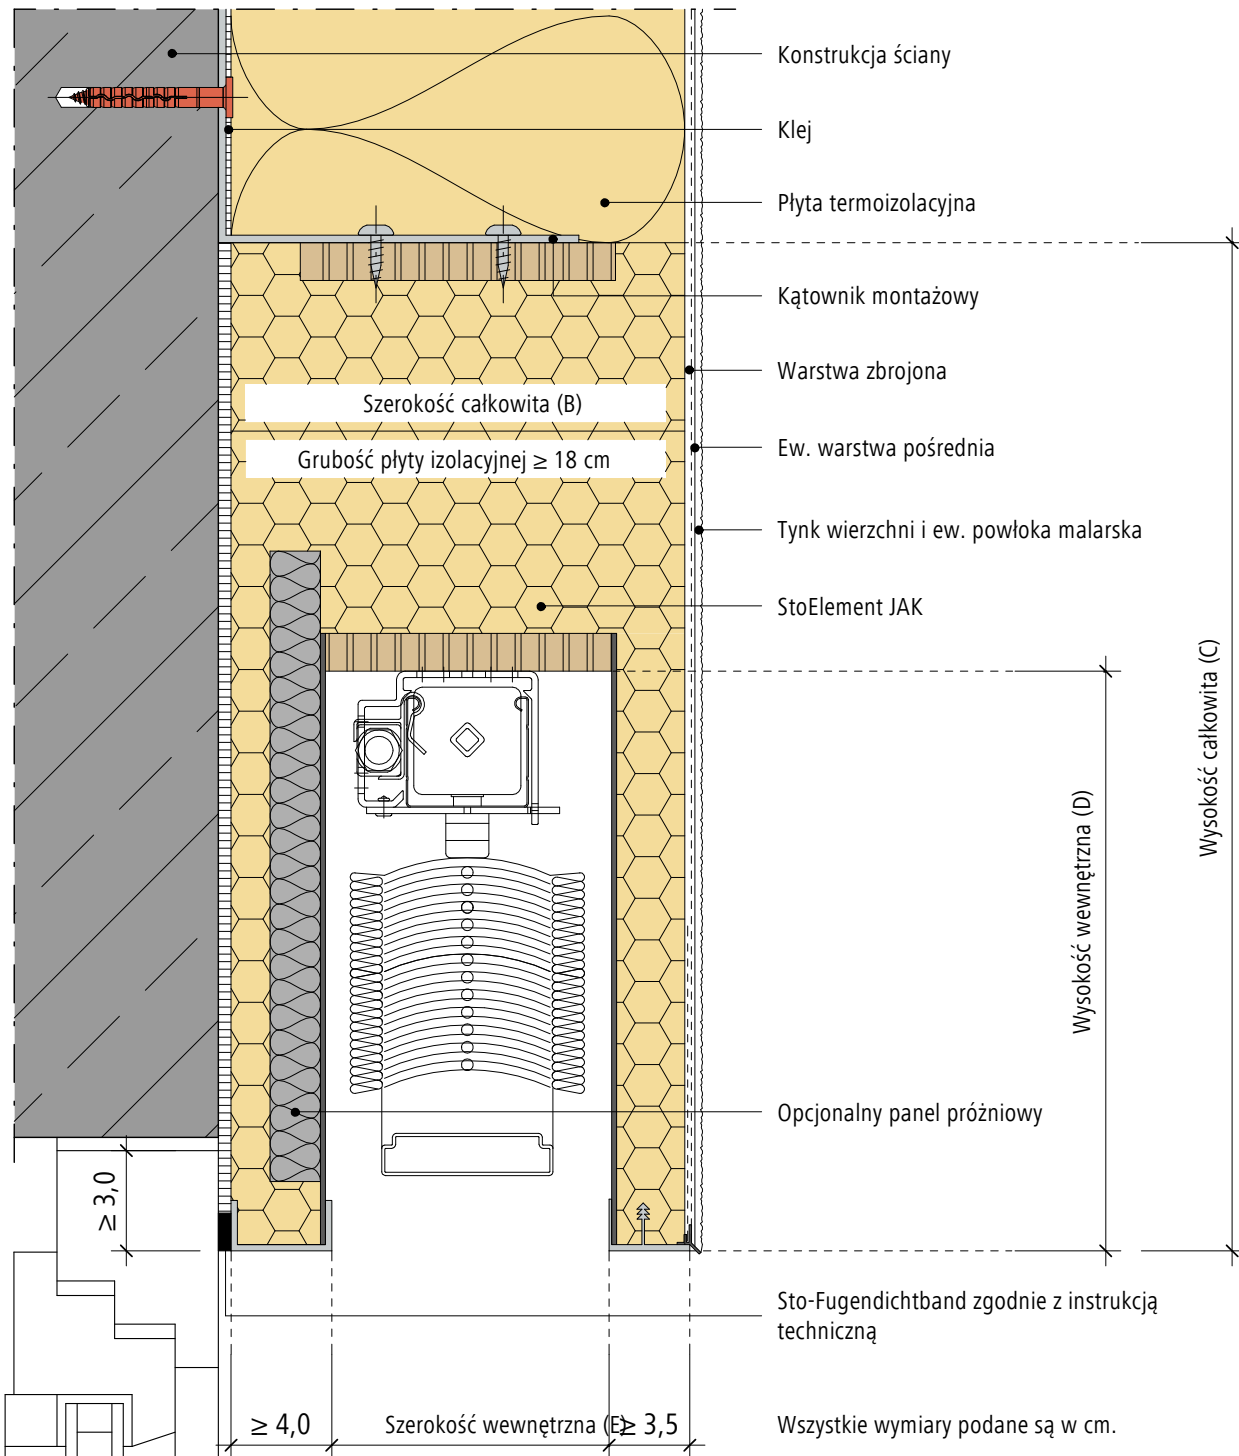 Konstrukcja ściany
Klej
Płyta termoizolacyjna
Kątownik montażowy
Warstwa zbrojona
Szerokość całkowita (B)
Ew. warstwa pośrednia
Grubość płyty izolacyjnej ≥ 18 cm
Tynk wierzchni i ew. powłoka malarska
StoElement JAK
Wysokość całkowita (C)
Wysokość wewnętrzna (D)
Opcjonalny panel próżniowy
≥ 3,0
Sto-Fugendichtband zgodnie z instrukcją
techniczną
≥ 4,0
Szerokość wewnętrzna (E)
≥ 3,5
Wszystkie wymiary podane są w cm.